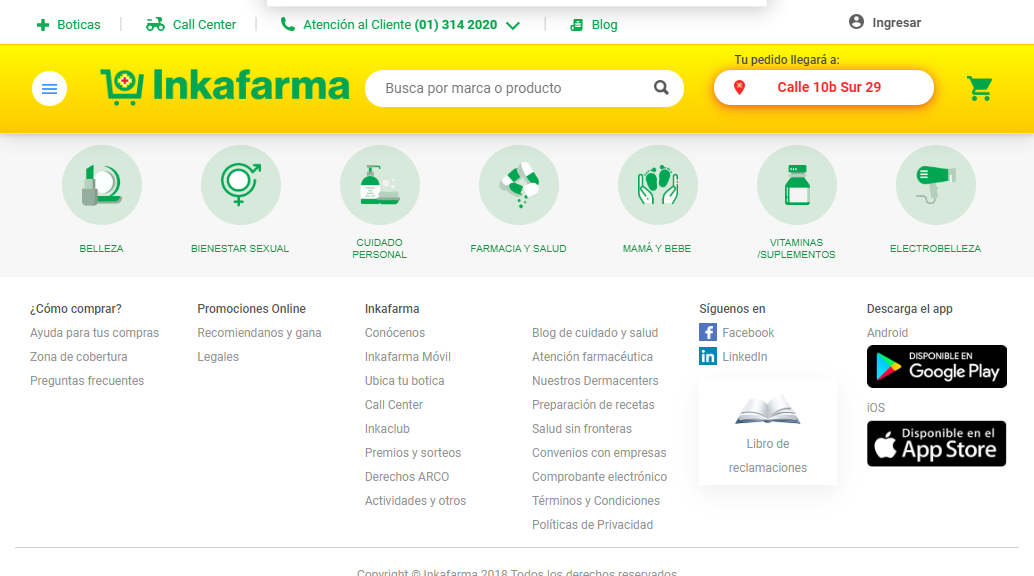 Boticas
Call Center
Atención al Cliente (01) 314 2020
Blog
Ingresar
Inkafarma
Busca por marca o producto
Tu pedido llegará a:
Calle 10b Sur 29
BELLEZA
BIENESTAR SEXUAL
CUIDADO
PERSONAL
FARMACIA Y SALUD
MAMÁ Y BEBE
VITAMINAS
/SUPLEMENTOS
ELECTROBELLEZA
¿Cómo comprar?
Ayuda para tus compras
Zona de cobertura
Preguntas frecuentes
Promociones Online
Recomiendanos y gana
Legales
Inkafarma
Conócenos
Inkafarma Móvil
Ubica tu botica
Call Center
Inkaclub
Premios y sorteos
Derechos ARCO
Actividades y otros
Blog de cuidado y salud
Atención farmacéutica
Nuestros Dermacenters
Preparación de recetas
Salud sin fronteras
Convenios con empresas
Comprobante electrónico
Términos y Condiciones
Políticas de Privacidad
Síguenos en
Facebook
LinkedIn
Libro de
reclamaciones
Descarga el app
Android
DISPONIBLE EN
Google Play
iOS
Disponible en el
App Store
Copyright © Inkafarma 2018 Todos los derechos reservados